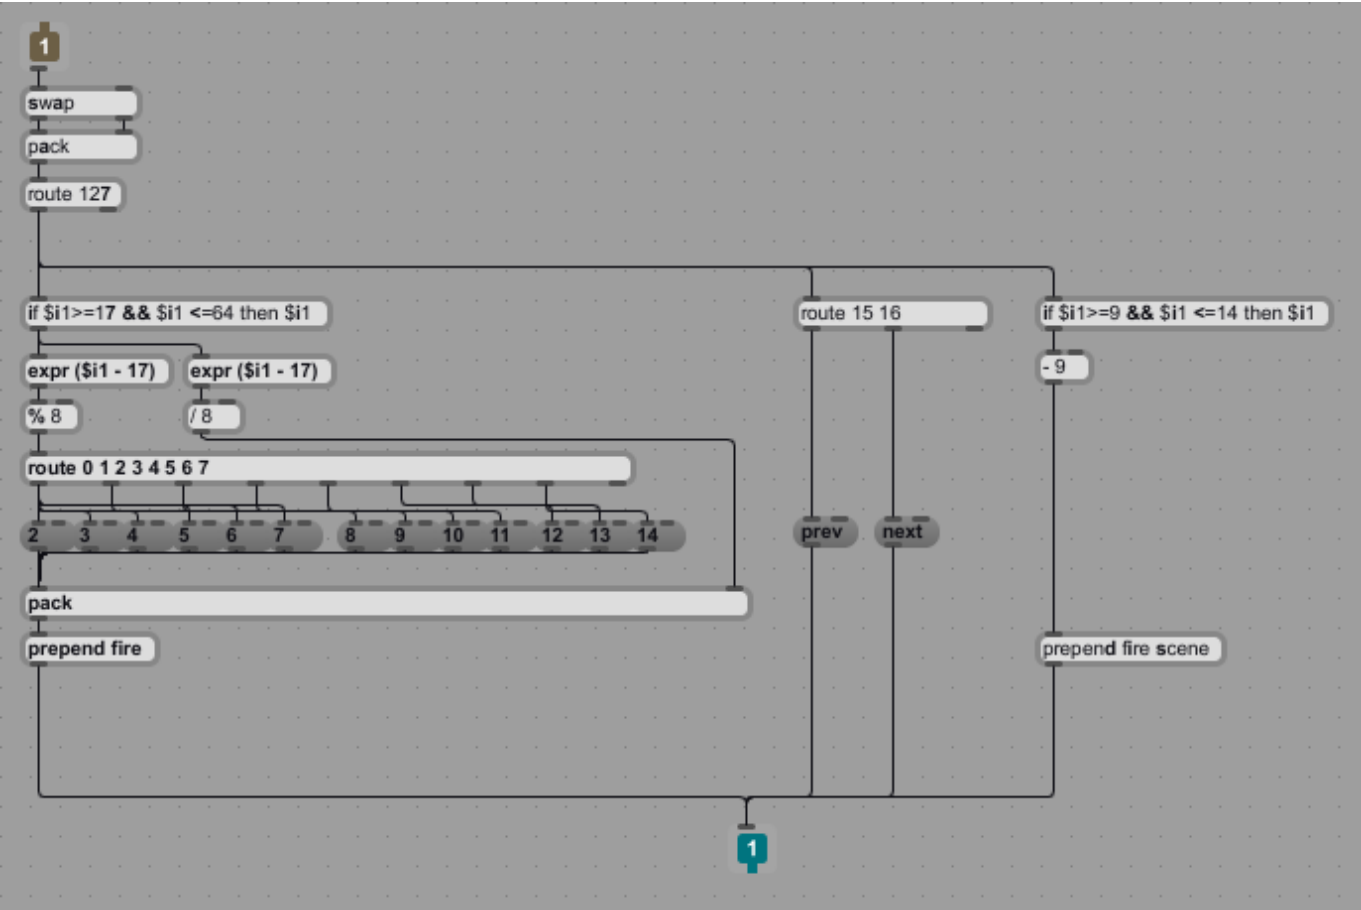 1
swap
pack
route 127
if $i1>=17 && $i1 <=64 then $i1
route 15 16
if $i1>=9 && $i1 <=14 then $i1
expr ($i1 - 17)
expr ($i1 - 17)
- 9
% 8
/ 8
route 0 1 2 3 4 5 6 7
2 3 4 5 6 7 8 9 10 11 12 13 14
prev
next
pack
prepend fire
prepend fire scene
1